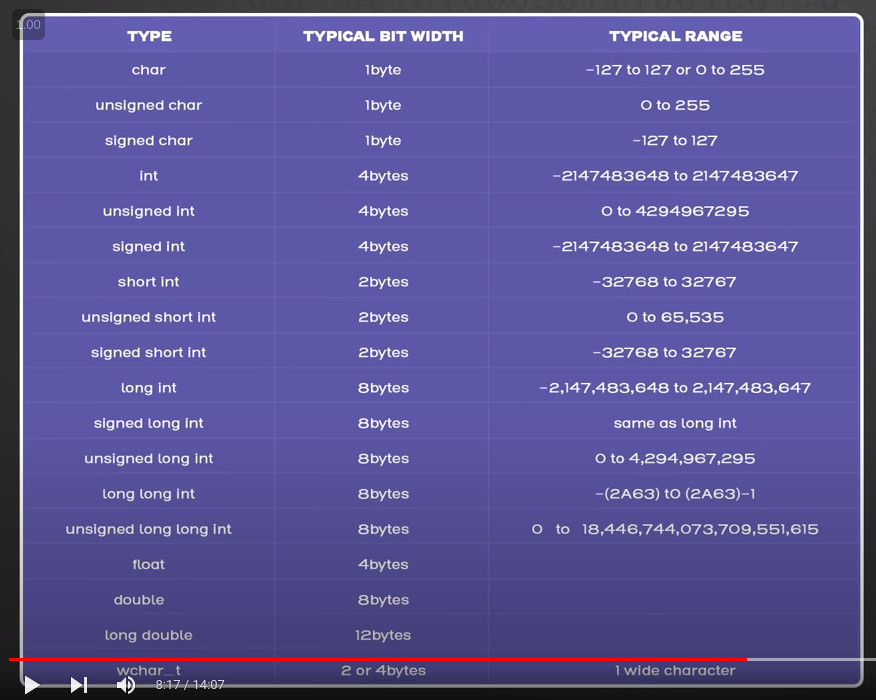 1.00
TYPE TYPICAL BIT WIDTH TYPICAL RANGE
char 1byte -127 to 127 or 0 to 255
unsigned char 1byte 0 to 255
signed char 1byte -127 to 127
int 4bytes -2147483648 to 2147483647
unsigned int 4bytes 0 to 4294967295
signed int 4bytes -2147483648 to 2147483647
short int 2bytes -32768 to 32767
unsigned short int 2bytes 0 to 65,535
signed short int 2bytes -32768 to 32767
long int 8bytes -2,147,483,648 to 2,147,483,647
signed long int 8bytes same as long int
unsigned long int 8bytes 0 to 4,294,967,295
long long int 8bytes -(2A63) t0 (2A63)-1
unsigned long long int 8bytes 0 to 18,446,744,073,709,551,615
float 4bytes
double 8bytes
long double 12bytes
wchar_t 2 or 4bytes 1 wide character
8:17 / 14:07